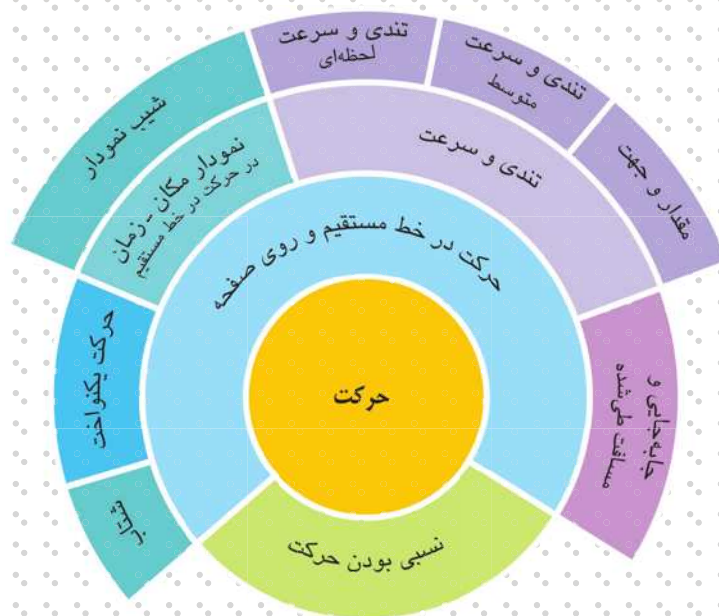 تندی و سرعت
لحظه‌ای
تندی و سرعت
متوسط
مقدار و جهت
شیب نمودار
نمودار مکان - زمان
در حرکت در خط مستقیم
تندی و سرعت
حرکت در خط مستقیم و روی صفحه
حرکت یکنواخت
شتاب
حرکت
جابه‌جایی و
مسافت طی‌شده
نسبی بودن حرکت